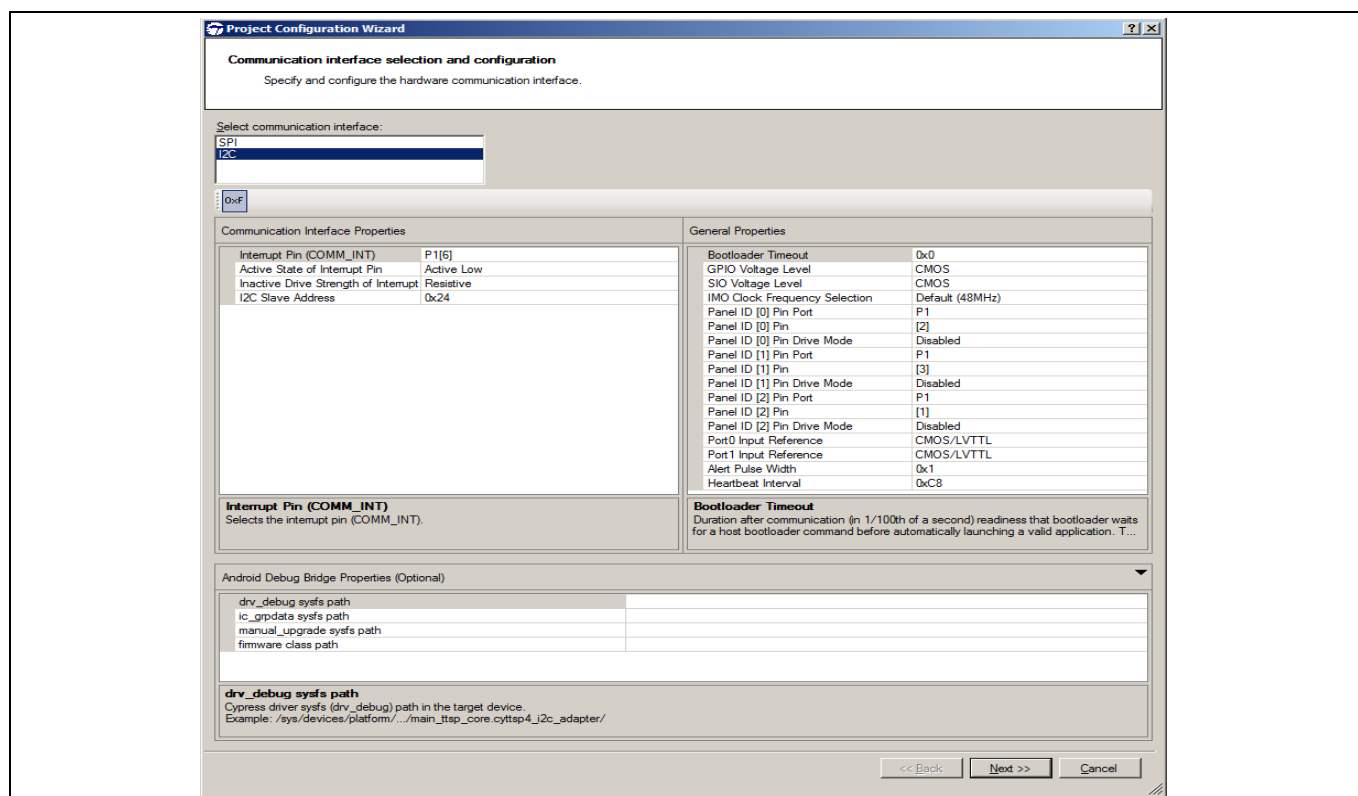 Project Configuration Wizard
Communication interface selection and configuration
Specify and configure the hardware communication interface.
Select communication interface:
SPI
I2C
0xF
Communication Interface Properties
Interrupt Pin (COMM_INT) P1[6]
Active State of Interrupt Pin Active Low
Inactive Drive Strength of Interrupt Resistive
I2C Slave Address 0x24
Interrupt Pin (COMM_INT)
Selects the interrupt pin (COMM_INT).
General Properties
Bootloader Timeout 0x0
GPIO Voltage Level CMOS
SIO Voltage Level CMOS
IMO Clock Frequency Selection Default (48MHz)
Panel ID [0] Pin Port P1
Panel ID [0] Pin [2]
Panel ID [0] Pin Drive Mode Disabled
Panel ID [1] Pin Port P1
Panel ID [1] Pin [3]
Panel ID [1] Pin Drive Mode Disabled
Panel ID [2] Pin Port P1
Panel ID [2] Pin [1]
Panel ID [2] Pin Drive Mode Disabled
Port0 Input Reference CMOS/LVTTL
Port1 Input Reference CMOS/LVTTL
Alert Pulse Width 0x1
Heartbeat Interval 0xC8
Bootloader Timeout
Duration after communication (in 1/100th of a second) readiness that bootloader waits
for a host bootloader command before automatically launching a valid application. T...
Android Debug Bridge Properties (Optional)
drv_debug sysfs path
ic_grpdata sysfs path
manual_upgrade sysfs path
firmware class path
drv_debug sysfs path
Cypress driver sysfs (drv_debug) path in the target device.
Example: /sys/devices/platform/.../main_ttsp_core.cyttsp4_i2c_adapter/
<< Back
Next >>
Cancel